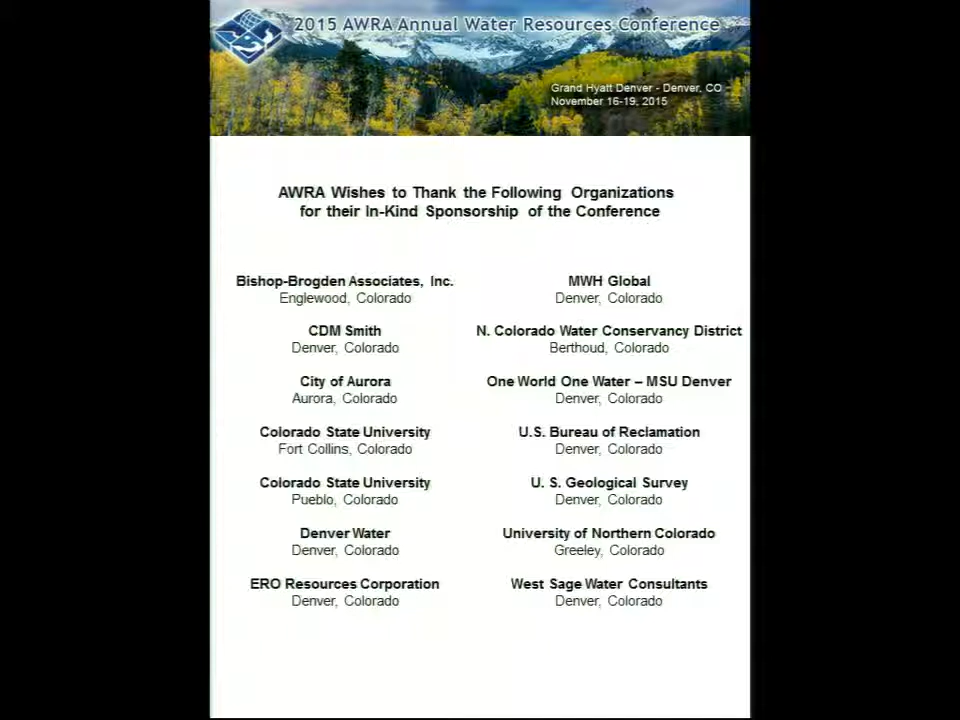 2015 AWRA Annual Water Resources Conference
Grand Hyatt Denver - Denver, CO
November 16-19, 2015
AWRA Wishes to Thank the Following Organizations
for their In-Kind Sponsorship of the Conference
Bishop-Brogden Associates, Inc.
Englewood, Colorado
CDM Smith
Denver, Colorado
City of Aurora
Aurora, Colorado
Colorado State University
Fort Collins, Colorado
Colorado State University
Pueblo, Colorado
Denver Water
Denver, Colorado
ERO Resources Corporation
Denver, Colorado
MWH Global
Denver, Colorado
N. Colorado Water Conservancy District
Berthoud, Colorado
One World One Water – MSU Denver
Denver, Colorado
U.S. Bureau of Reclamation
Denver, Colorado
U. S. Geological Survey
Denver, Colorado
University of Northern Colorado
Greeley, Colorado
West Sage Water Consultants
Denver, Colorado